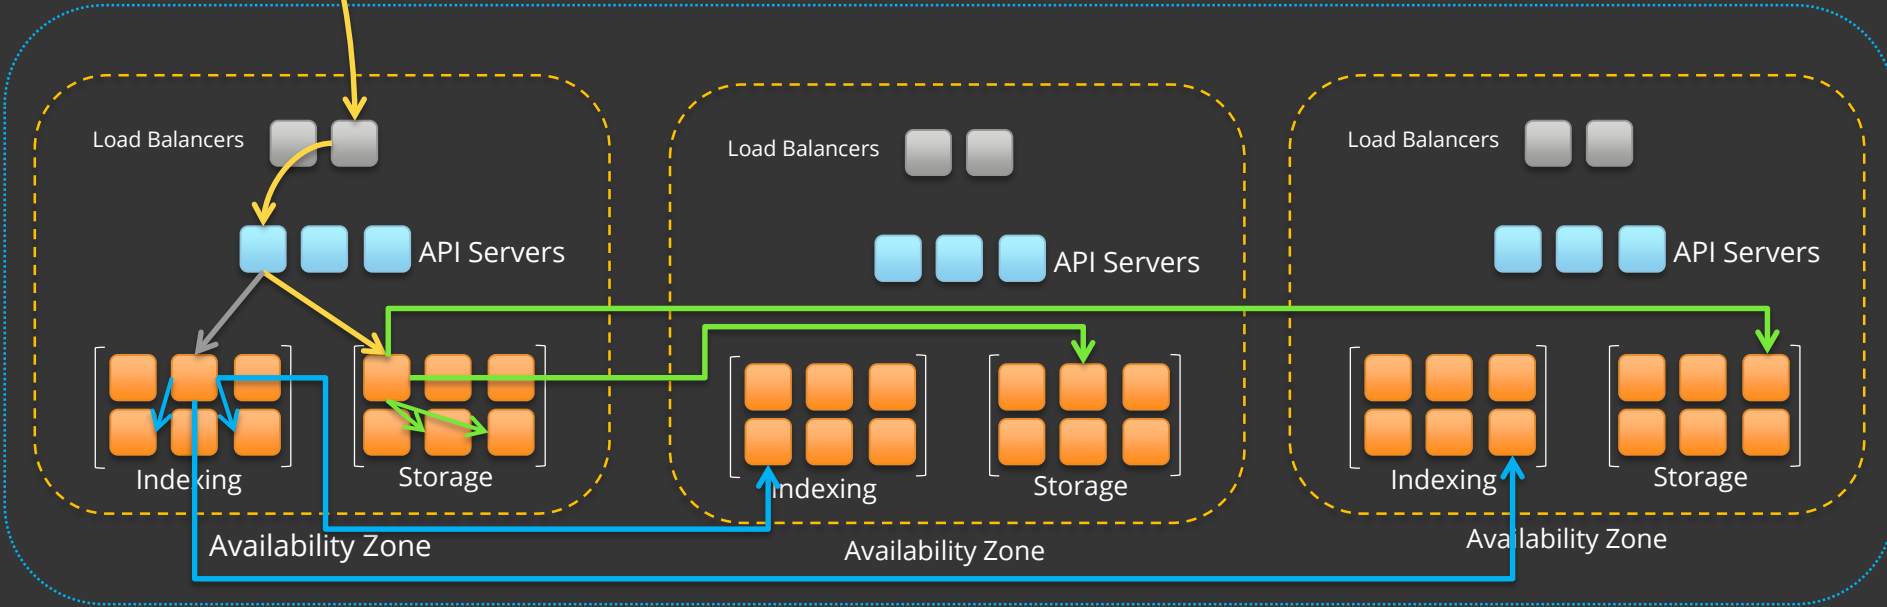 Load Balancers
API Servers
Indexing
Storage
Availability Zone
Load Balancers
API Servers
Indexing
Storage
Availability Zone
Load Balancers
API Servers
Indexing
Storage
Availability Zone